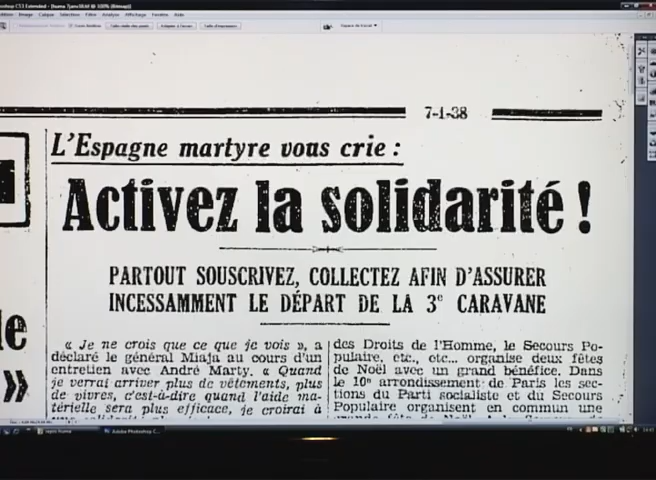 7-1-38
L'Espagne martyre vous crie :
Activez la solidarité !
PARTOUT SOUSCRIVEZ, COLLECTEZ AFIN D'ASSURER
INCESSAMMENT LE DÉPART DE LA 3e CARAVANE
« Je ne crois que ce que je vois », a
déclaré le général Miaja au cours d'un
entretien avec André Marty. « Quand
je verrai arriver plus de vêtements, plus
de vivres, c'est-à-dire quand l'aide ma-
térielle sera plus efficace, je croirai à
des Droits de l'Homme, le Secours Po-
pulaire, etc., etc... organise deux fêtes
de Noël avec un grand bénéfice. Dans
le 10e arrondissement de Paris les sec-
tions du Parti socialiste et du Secours
Populaire organisent en commun une
le
»